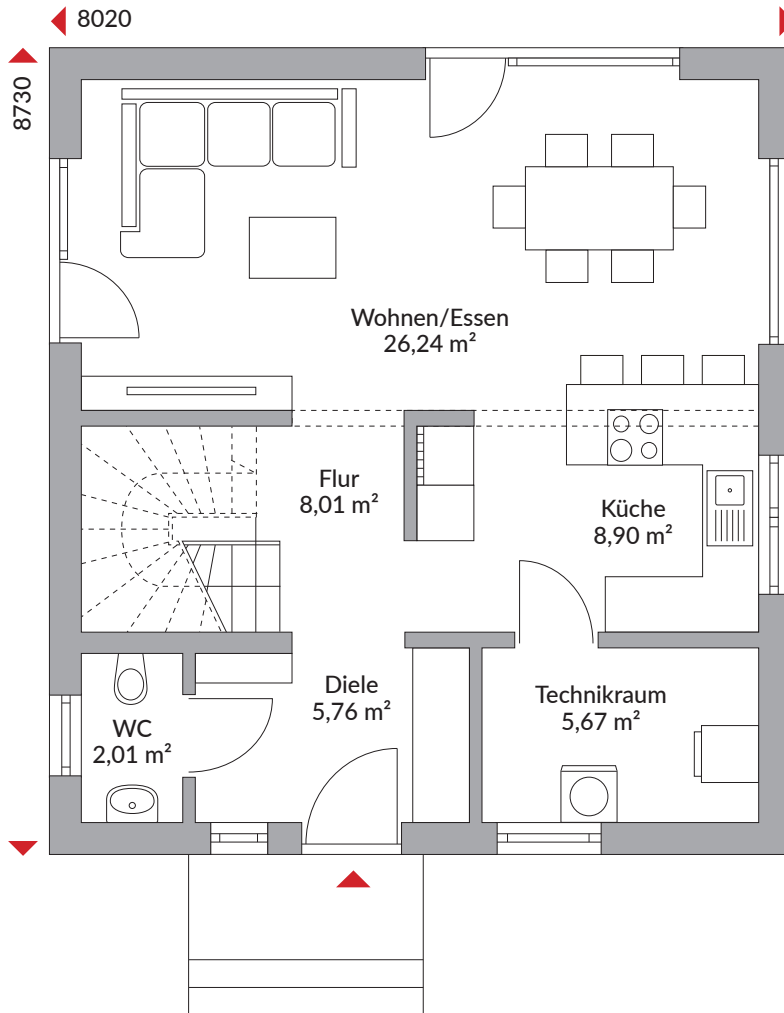 8020
8730
Wohnen/Essen
26,24 m²
Flur
8,01 m²
Küche
8,90 m²
Diele
5,76 m²
Technikraum
5,67 m²
WC
2,01 m²